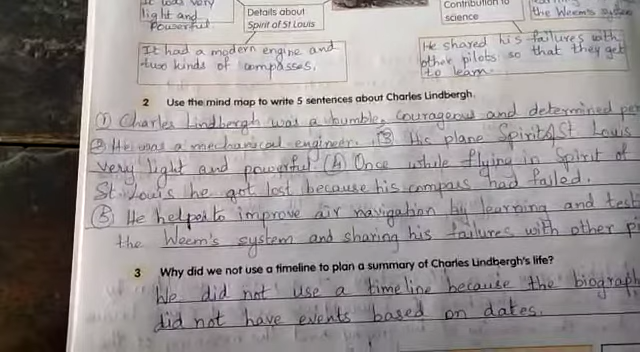 It was very
light and
Powerful.
Details about
Spirit of St Louis
Contribution to
science
the Weem's system
It had a modern engine and
two kinds of compasses.
He shared his failures with
other pilots so that they get
to learn.
2 Use the mind map to write 5 sentences about Charles Lindbergh.
① Charles Lindbergh was a humble, courageous and determined
② He was a mechanical engineer. ③ His plane Spirit of St Louis
very light and powerful ④ Once while flying in Spirit of
St. Louis he got lost because his compass had failed.
⑤ He helped to improve air navigation by learning and
the Weem's system and sharing his failures with other
3 Why did we not use a timeline to plan a summary of Charles Lindbergh's life?
We did not use a timeline because the
did not have events based on dates.